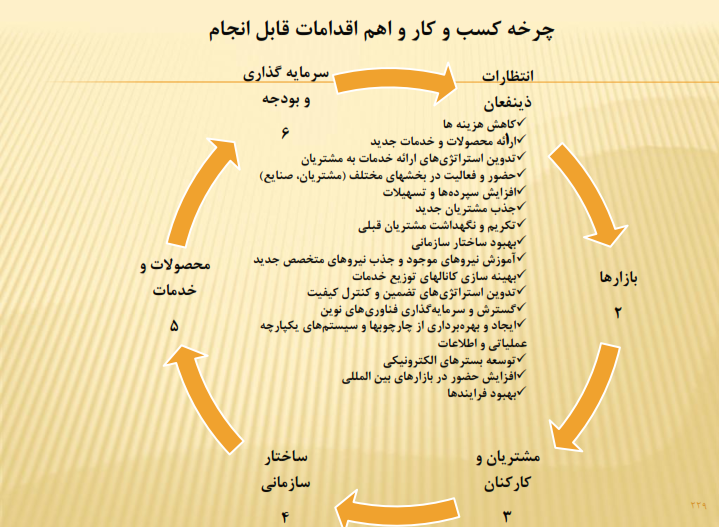 چرخه کسب و کار و اهم اقدامات قابل انجام
انتظارات
ذینفعان
۱
بازارها
۲
مشتریان و
کارکنان
۳
ساختار
سازمانی
۴
محصولات و
خدمات
۵
سرمایه گذاری
و بودجه
۶
✓کاهش هزینه ها
✓ارائه محصولات و خدمات جدید
✓تدوین استراتژی‌های ارائه خدمات به مشتریان
✓حضور و فعالیت در بخشهای مختلف (مشتریان، صنایع)
✓افزایش سپرده‌ها و تسهیلات
✓جذب مشتریان جدید
✓تکریم و نگهداشت مشتریان قبلی
✓بهبود ساختار سازمانی
✓آموزش نیروهای موجود و جذب نیروهای متخصص جدید
✓بهینه سازی کانالهای توزیع خدمات
✓تدوین استراتژی‌های تضمین و کنترل کیفیت
✓گسترش و سرمایه‌گذاری فناوری‌های نوین
✓ایجاد و بهره‌برداری از چارچوبها و سیستم‌های یکپارچه
عملیاتی و اطلاعات
✓توسعه بسترهای الکترونیکی
✓افزایش حضور در بازارهای بین المللی
✓بهبود فرایندها
۲۲۹